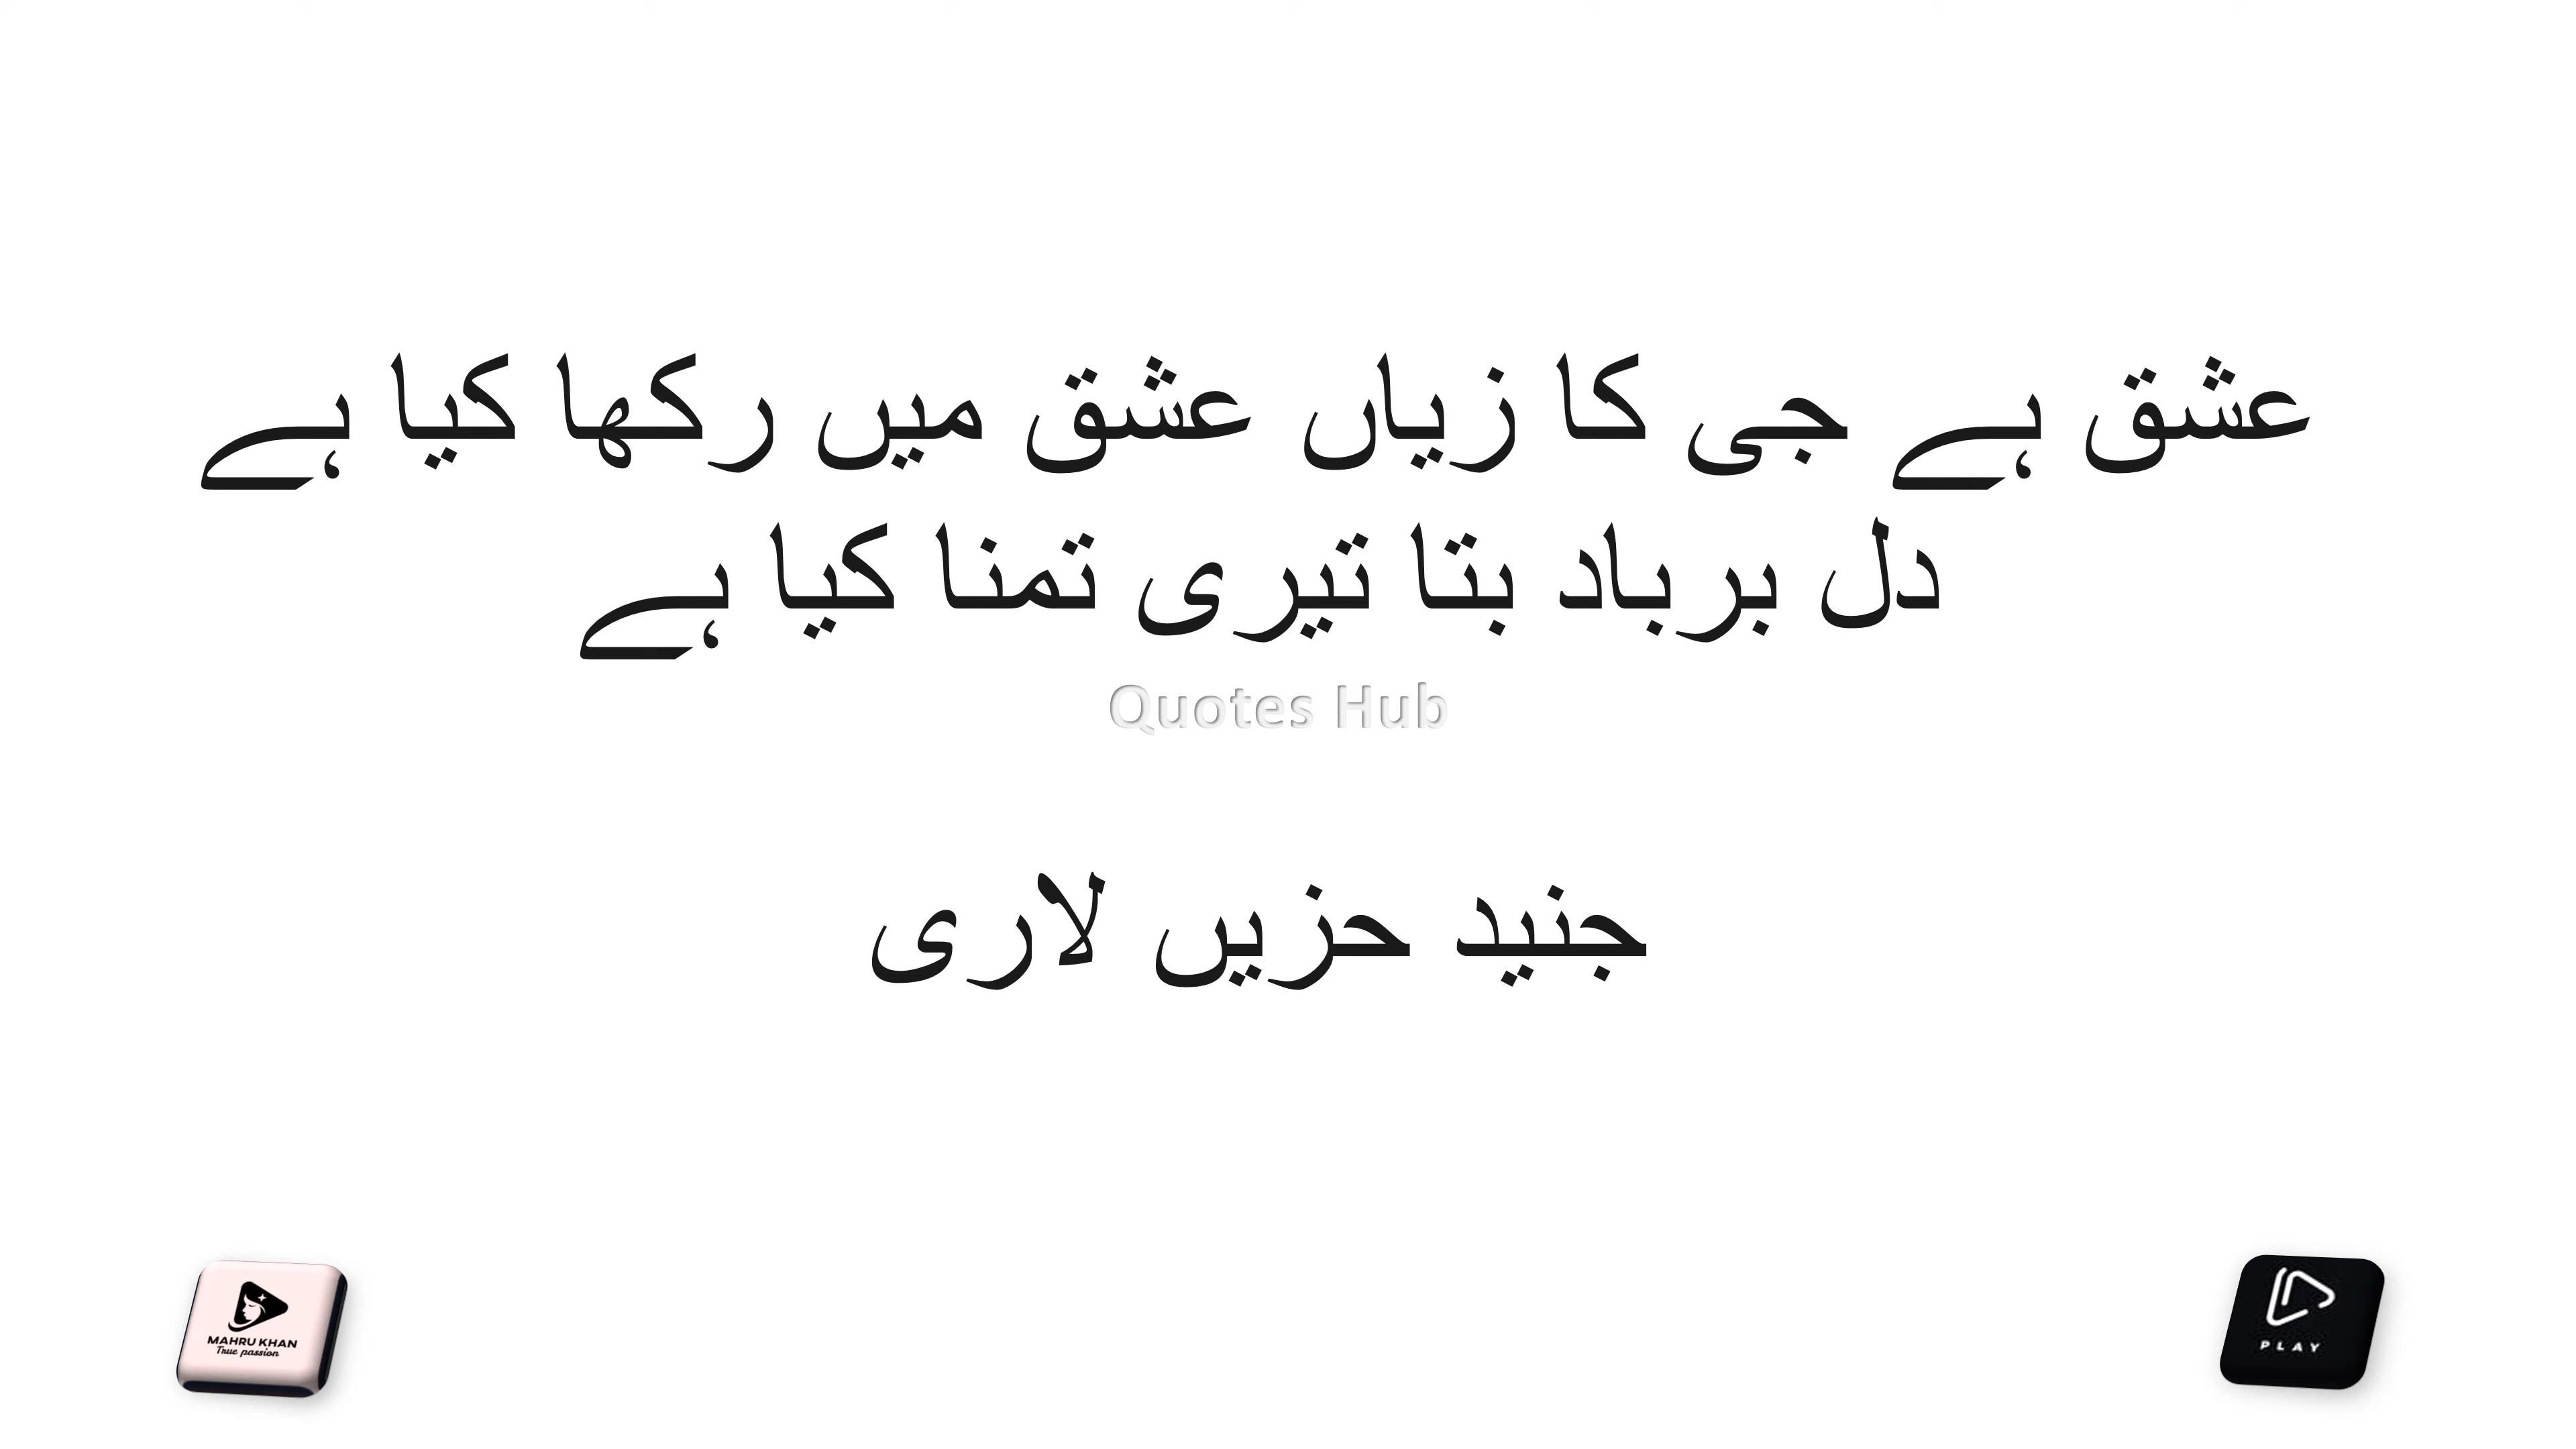 عشق ہے جی کا زیاں عشق میں رکھا کیا ہے
دل برباد بتا تیری تمنا کیا ہے
Quotes Hub
جنید حزیں لاری
MAHRU KHAN
True passion
PLAY